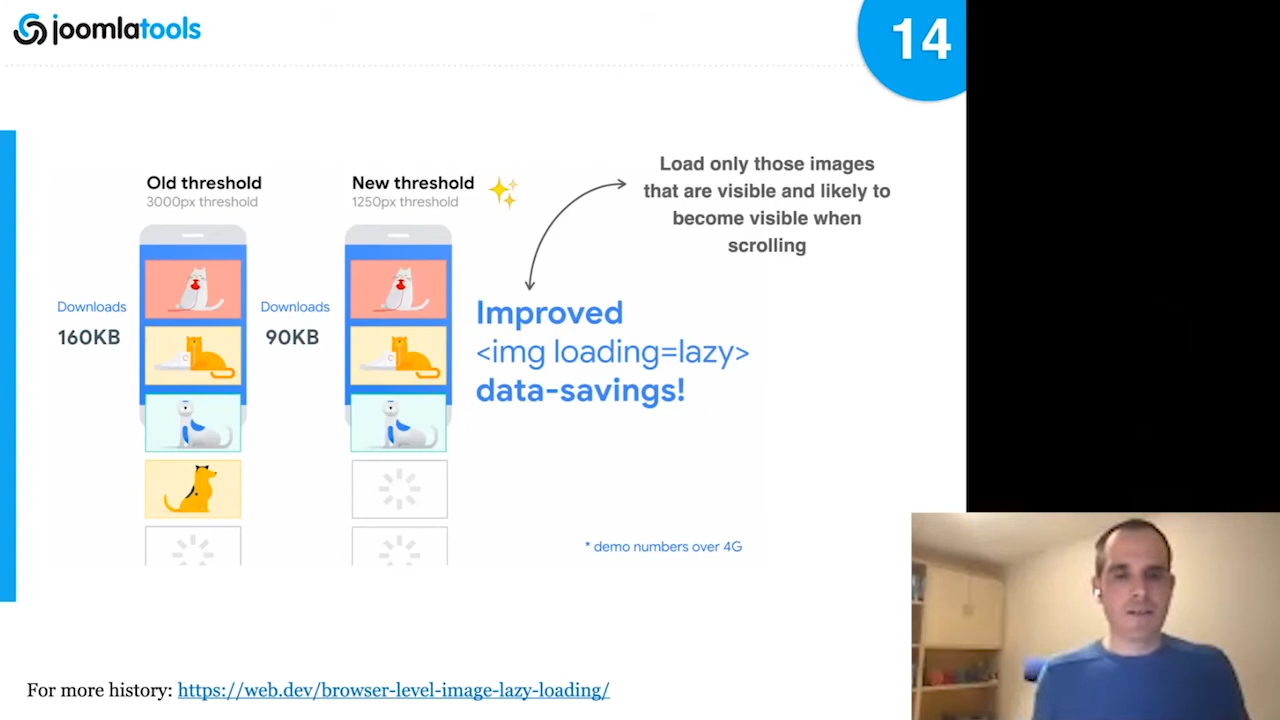 joomlatools
14
Old threshold
3000px threshold
New threshold
1250px threshold
Load only those images
that are visible and likely to
become visible when
scrolling
Downloads
160KB
Downloads
90KB
Improved
<img loading=lazy>
data-savings!
* demo numbers over 4G
For more history: https://web.dev/browser-level-image-lazy-loading/